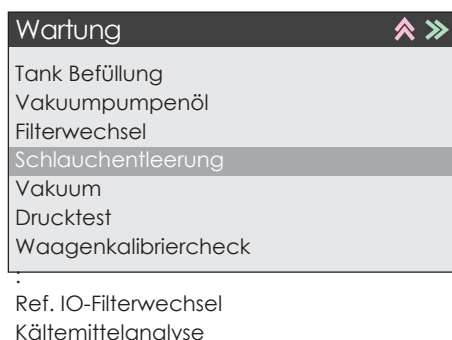 Wartung
Tank Befüllung
Vakuumpumpenöl
Filterwechsel
Schlauchentleerung
Vakuum
Drucktest
Waagenkalibriercheck
:
Ref. IO-Filterwechsel
Kältemittelanalyse